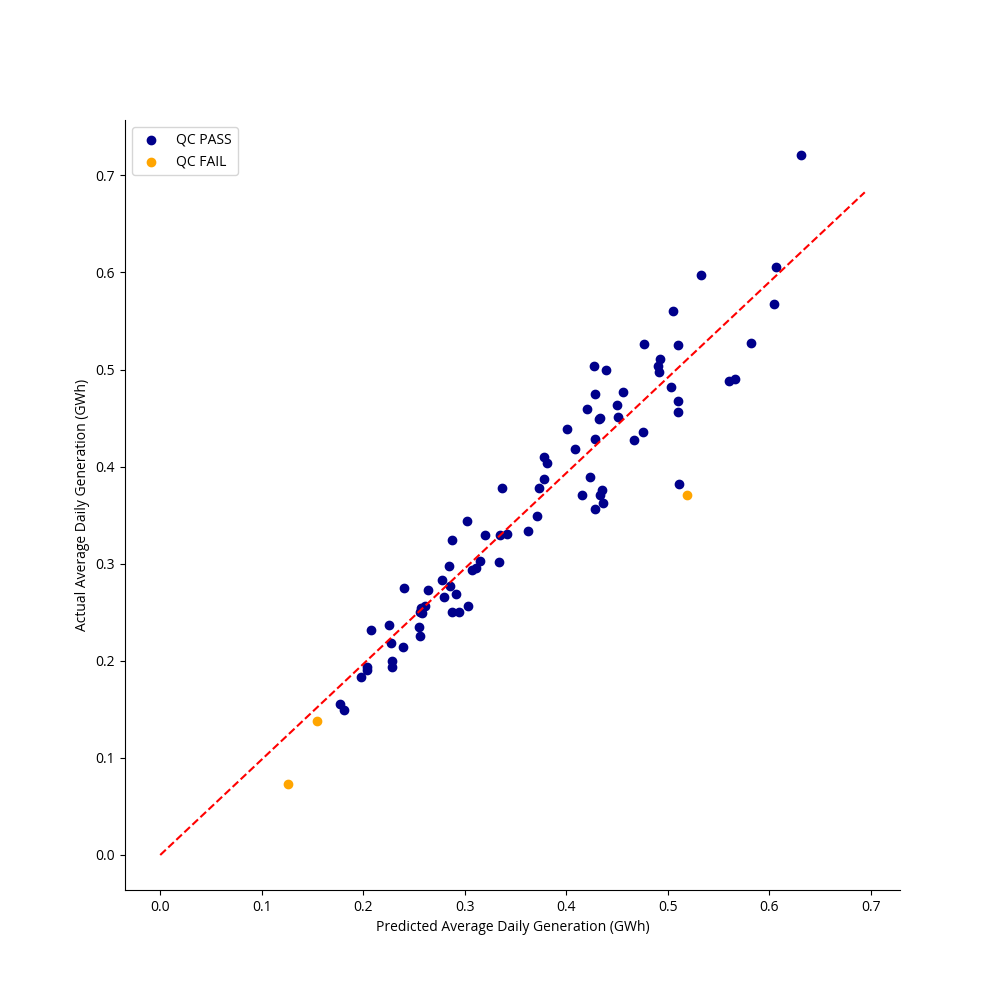 QC PASS
QC FAIL
0.7
0.6
0.5
0.4
0.3
0.2
0.1
0.0
Actual Average Daily Generation (GWh)
0.0 0.1 0.2 0.3 0.4 0.5 0.6 0.7
Predicted Average Daily Generation (GWh)